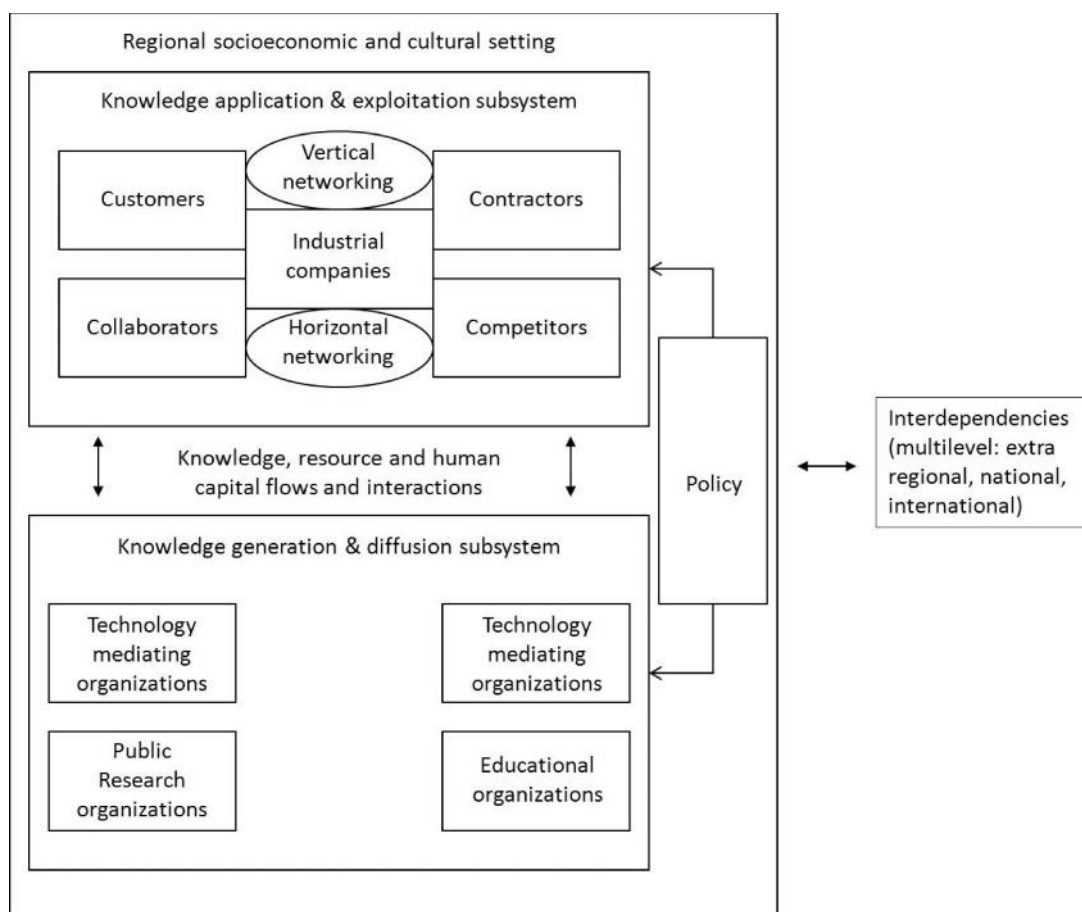 Regional socioeconomic and cultural setting
Knowledge application & exploitation subsystem
Vertical
networking
Customers
Contractors
Industrial
companies
Collaborators
Horizontal
networking
Competitors
Knowledge, resource and human
capital flows and interactions
Policy
Interdependencies
(multilevel: extra
regional, national,
international)
Knowledge generation & diffusion subsystem
Technology
mediating
organizations
Technology
mediating
organizations
Public
Research
organizations
Educational
organizations